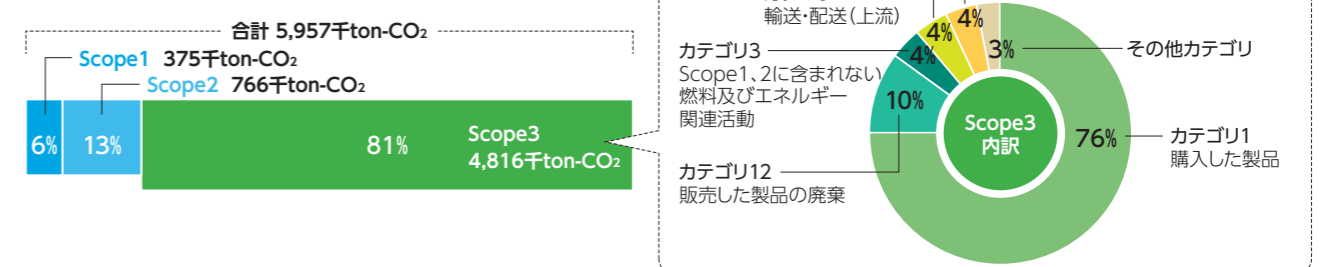 合計 5,957千ton-CO₂
Scope1 375千ton-CO₂
Scope2 766千ton-CO₂
6%
13%
81%
Scope3
4,816千ton-CO₂
輸送・配送（上流）
カテゴリ3
Scope1、2に含まれない
燃料及びエネルギー
関連活動
カテゴリ12
販売した製品の廃棄
4%
4%
4%
3%
10%
76%
Scope3
内訳
その他カテゴリ
カテゴリ1
購入した製品